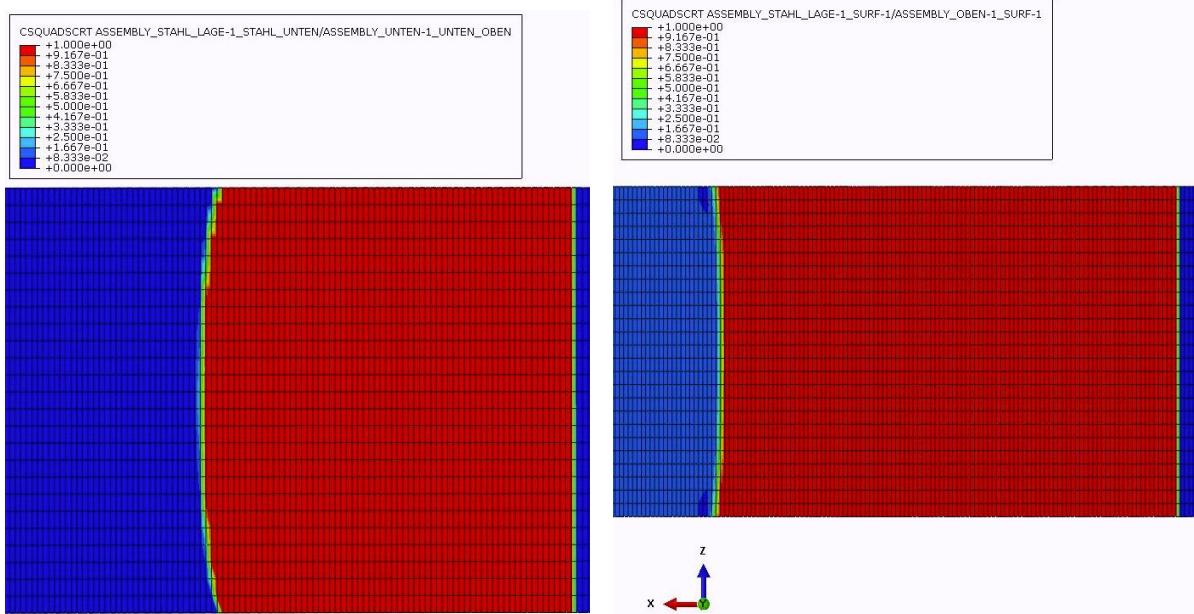 CSQUADSCRT ASSEMBLY_STAHL_LAGE-1_STAHL_UNTEN/ASSEMBLY_UNTEN-1_UNTEN_OBEN
+1.000e+00
+9.167e-01
+8.333e-01
+7.500e-01
+6.667e-01
+5.833e-01
+5.000e-01
+4.167e-01
+3.333e-01
+2.500e-01
+1.667e-01
+8.333e-02
+0.000e+00
CSQUADSCRT ASSEMBLY_STAHL_LAGE-1_SURF-1/ASSEMBLY_OBEN-1_SURF-1
+1.000e+00
+9.167e-01
+8.333e-01
+7.500e-01
+6.667e-01
+5.833e-01
+5.000e-01
+4.167e-01
+3.333e-01
+2.500e-01
+1.667e-01
+8.333e-02
+0.000e+00
Z
X
Y